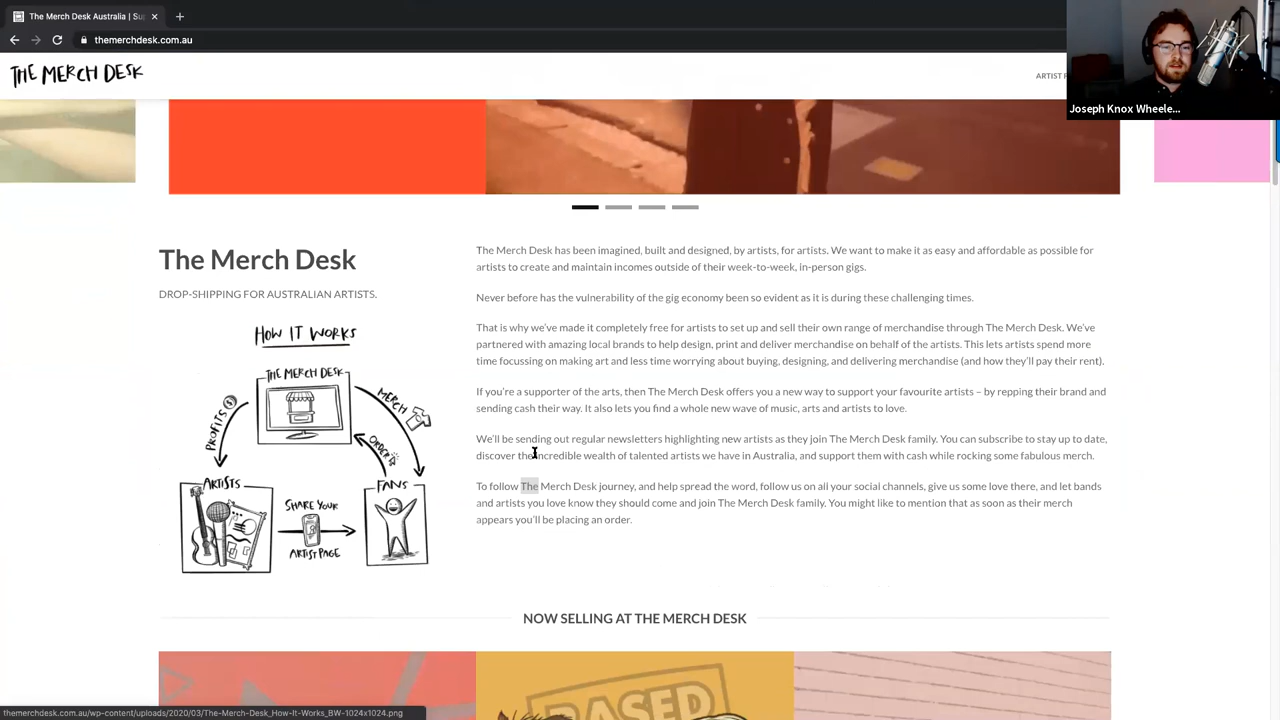 The Merch Desk Australia | Su
themerchdesk.com.au
THE MERCH DESK
ARTIST
Joseph Knox Wheele...
The Merch Desk
DROP-SHIPPING FOR AUSTRALIAN ARTISTS.
HOW IT WORKS
THE MERCH DESK
PROFITS
MERCH
ORDERS
ARTISTS
SHARE YOUR
ARTIST PAGE
FANS
The Merch Desk has been imagined, built and designed, by artists, for artists. We want to make it as easy and affordable as possible for
artists to create and maintain incomes outside of their week-to-week, in-person gigs.
Never before has the vulnerability of the gig economy been so evident as it is during these challenging times.
That is why we've made it completely free for artists to set up and sell their own range of merchandise through The Merch Desk. We've
partnered with amazing local brands to help design, print and deliver merchandise on behalf of the artists. This lets artists spend more
time focussing on making art and less time worrying about buying, designing, and delivering merchandise (and how they'll pay their rent).
If you're a supporter of the arts, then The Merch Desk offers you a new way to support your favourite artists – by repping their brand and
sending cash their way. It also lets you find a whole new wave of music, arts and artists to love.
We'll be sending out regular newsletters highlighting new artists as they join The Merch Desk family. You can subscribe to stay up to date,
discover the incredible wealth of talented artists we have in Australia, and support them with cash while rocking some fabulous merch.
To follow The Merch Desk journey, and help spread the word, follow us on all your social channels, give us some love there, and let bands
and artists you love know they should come and join The Merch Desk family. You might like to mention that as soon as their merch
appears you'll be placing an order.
NOW SELLING AT THE MERCH DESK
BASED
themerchdesk.com.au/wp-content/uploads/2020/03/The-Merch-Desk_How-It-Works_BW-1024x1024.png